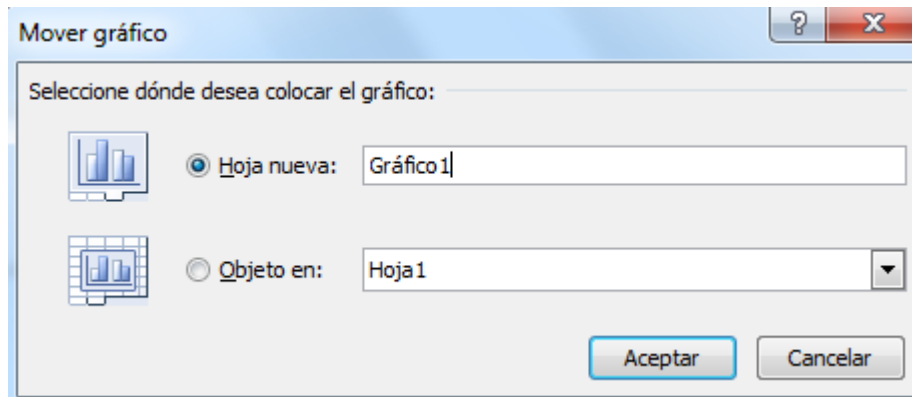 Mover gráfico
Seleccione dónde desea colocar el gráfico:
Hoja nueva: Gráfico1
Objeto en: Hoja1
Aceptar Cancelar